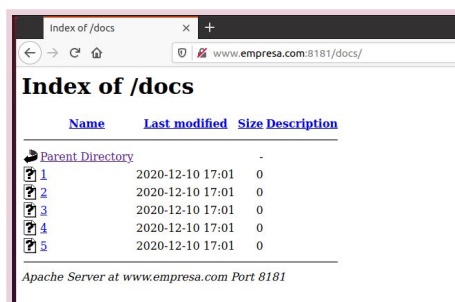 Index of /docs
www.empresa.com:8181/docs/
Index of /docs
Name Last modified Size Description
Parent Directory -
1 2020-12-10 17:01 0
2 2020-12-10 17:01 0
3 2020-12-10 17:01 0
4 2020-12-10 17:01 0
5 2020-12-10 17:01 0
Apache Server at www.empresa.com Port 8181